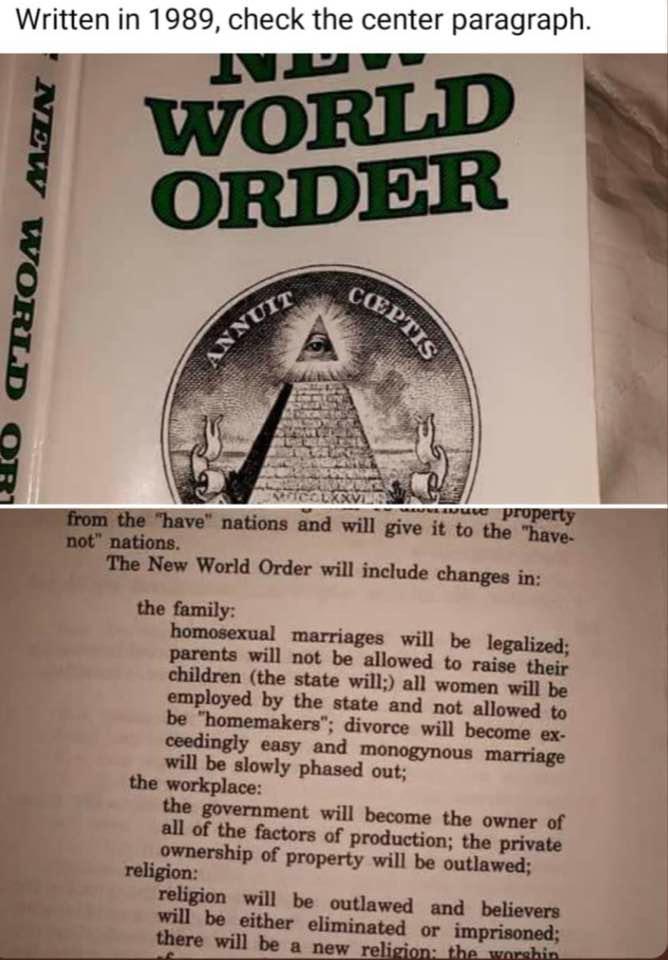 Written in 1989, check the center paragraph.
NEW
WORLD
ORDER
NEW WORLD OR
ANNUIT CŒPTIS
from the "have" nations and will give it to the "have-
not" nations.
property
The New World Order will include changes in:
the family:
homosexual marriages will be legalized;
parents will not be allowed to raise their
children (the state will;) all women will be
employed by the state and not allowed to
be "homemakers"; divorce will become ex-
ceedingly easy and monogynous marriage
will be slowly phased out;
the workplace:
the government will become the owner of
all of the factors of production; the private
ownership of property will be outlawed;
religion:
religion will be outlawed and believers
will be either eliminated or imprisoned;
there will be a new religion: the worship
of